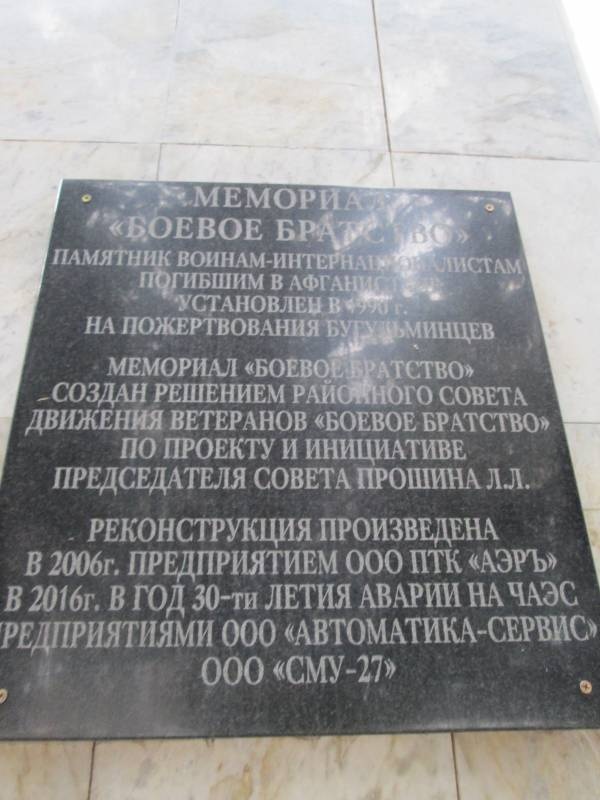 МЕМОРИАЛ
«БОЕВОЕ БРАТСТВО»
ПАМЯТНИК ВОИНАМ-ИНТЕРНАЦИОНАЛИСТАМ
ПОГИБШИМ В АФГАНИСТАНЕ
УСТАНОВЛЕН В 1990 г.
НА ПОЖЕРТВОВАНИЯ БУГУЛЬМИНЦЕВ
МЕМОРИАЛ «БОЕВОЕ БРАТСТВО»
СОЗДАН РЕШЕНИЕМ РАЙОННОГО СОВЕТА
ДВИЖЕНИЯ ВЕТЕРАНОВ «БОЕВОЕ БРАТСТВО»
ПО ПРОЕКТУ И ИНИЦИАТИВЕ
ПРЕДСЕДАТЕЛЯ СОВЕТА ПРОШИНА Л.Л.
РЕКОНСТРУКЦИЯ ПРОИЗВЕДЕНА
В 2006г. ПРЕДПРИЯТИЕМ ООО ПТК «АЭРЪ»
В 2016г. В ГОД 30-ти ЛЕТИЯ АВАРИИ НА ЧАЭС
ПРЕДПРИЯТИЯМИ ООО «АВТОМАТИКА-СЕРВИС»
ООО «СМУ-27»